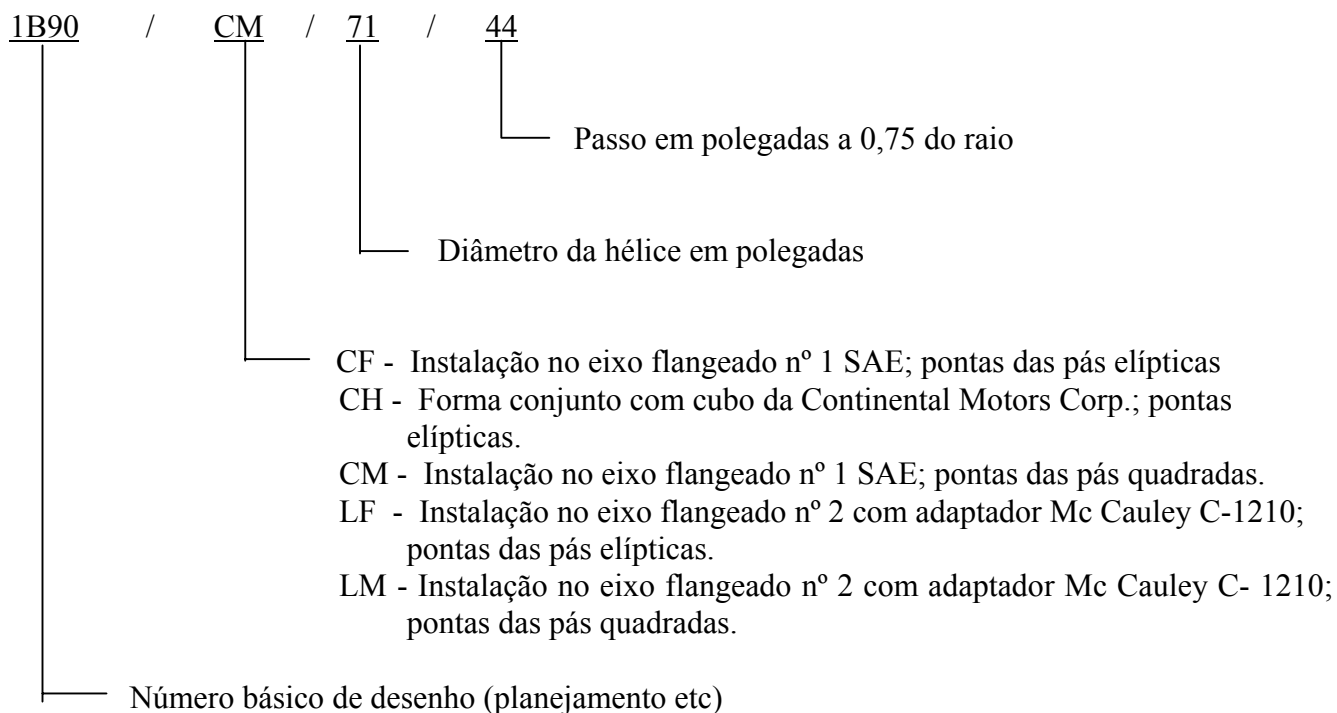 1B90 / CM / 71 / 44
Passo em polegadas a 0,75 do raio
Diâmetro da hélice em polegadas
CF - Instalação no eixo flangeado nº 1 SAE; pontas das pás elípticas
CH - Forma conjunto com cubo da Continental Motors Corp.; pontas
elípticas.
CM - Instalação no eixo flangeado nº 1 SAE; pontas das pás quadradas.
LF - Instalação no eixo flangeado nº 2 com adaptador Mc Cauley C-1210;
pontas das pás elípticas.
LM - Instalação no eixo flangeado nº 2 com adaptador Mc Cauley C- 1210;
pontas das pás quadradas.
Número básico de desenho (planejamento etc)